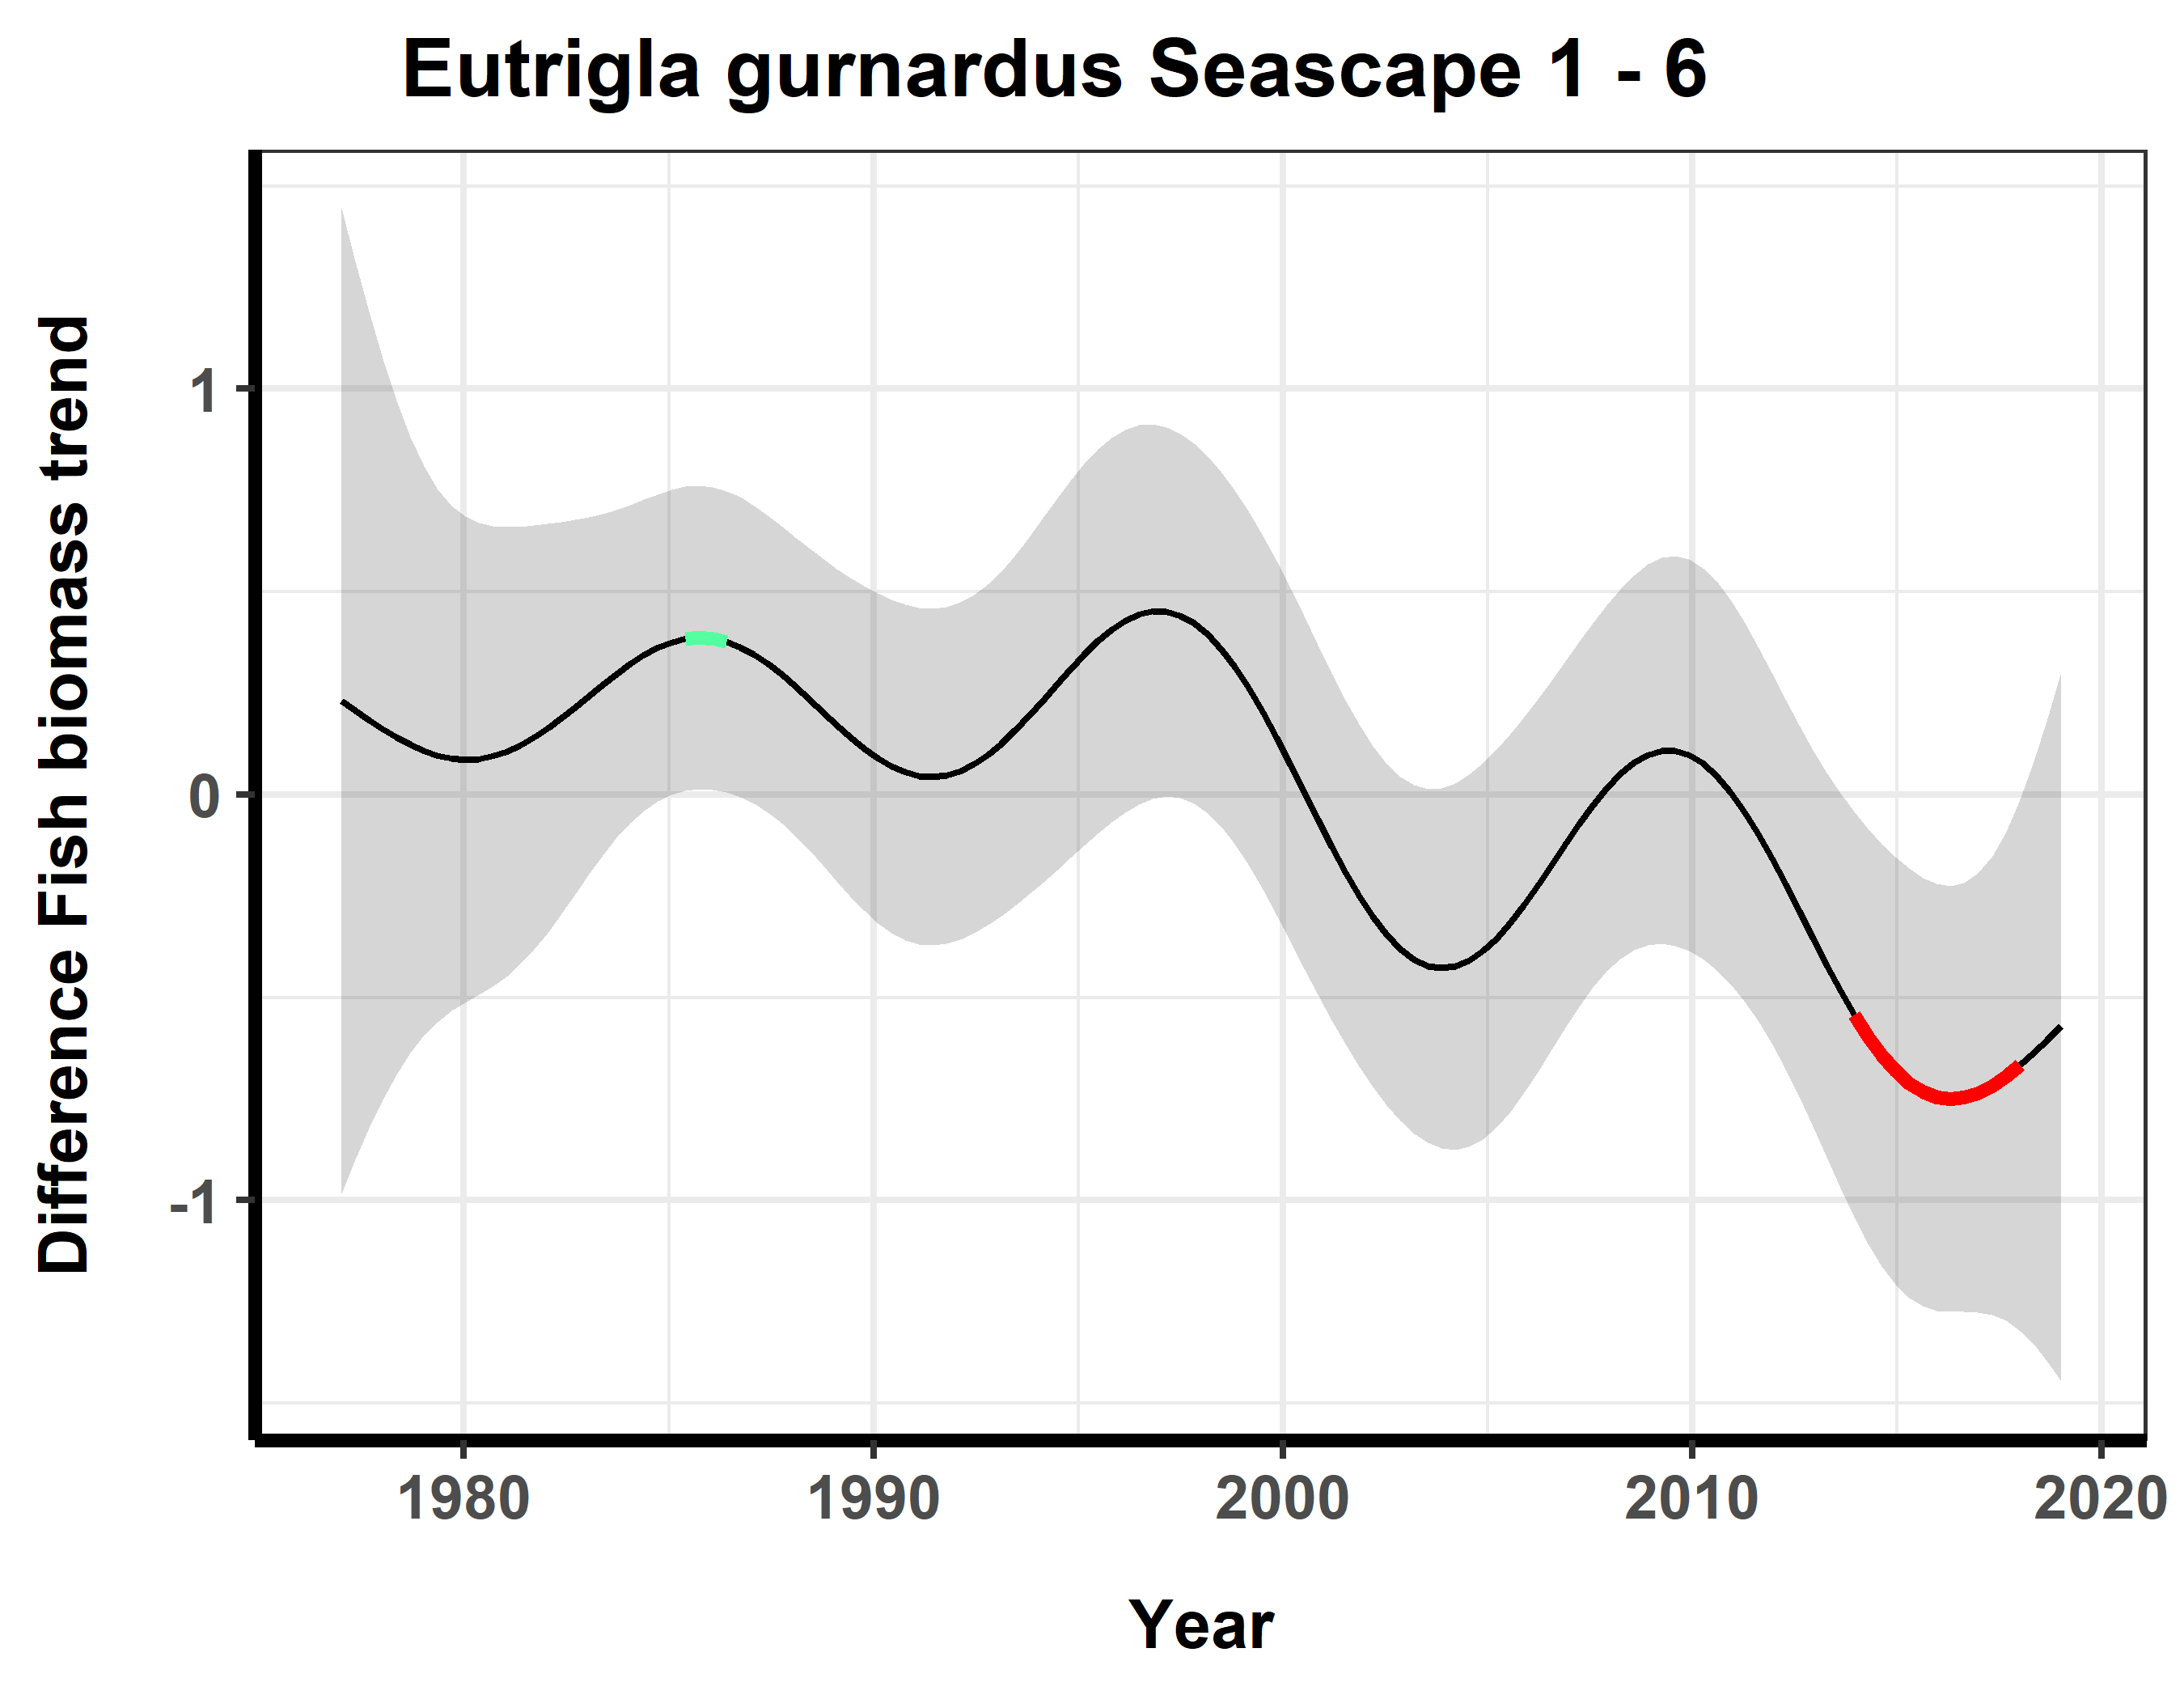 Eutrigla gurnardus Seascape 1 - 6
Difference Fish biomass trend
1
0
-1
1980
1990
2000
2010
2020
Year